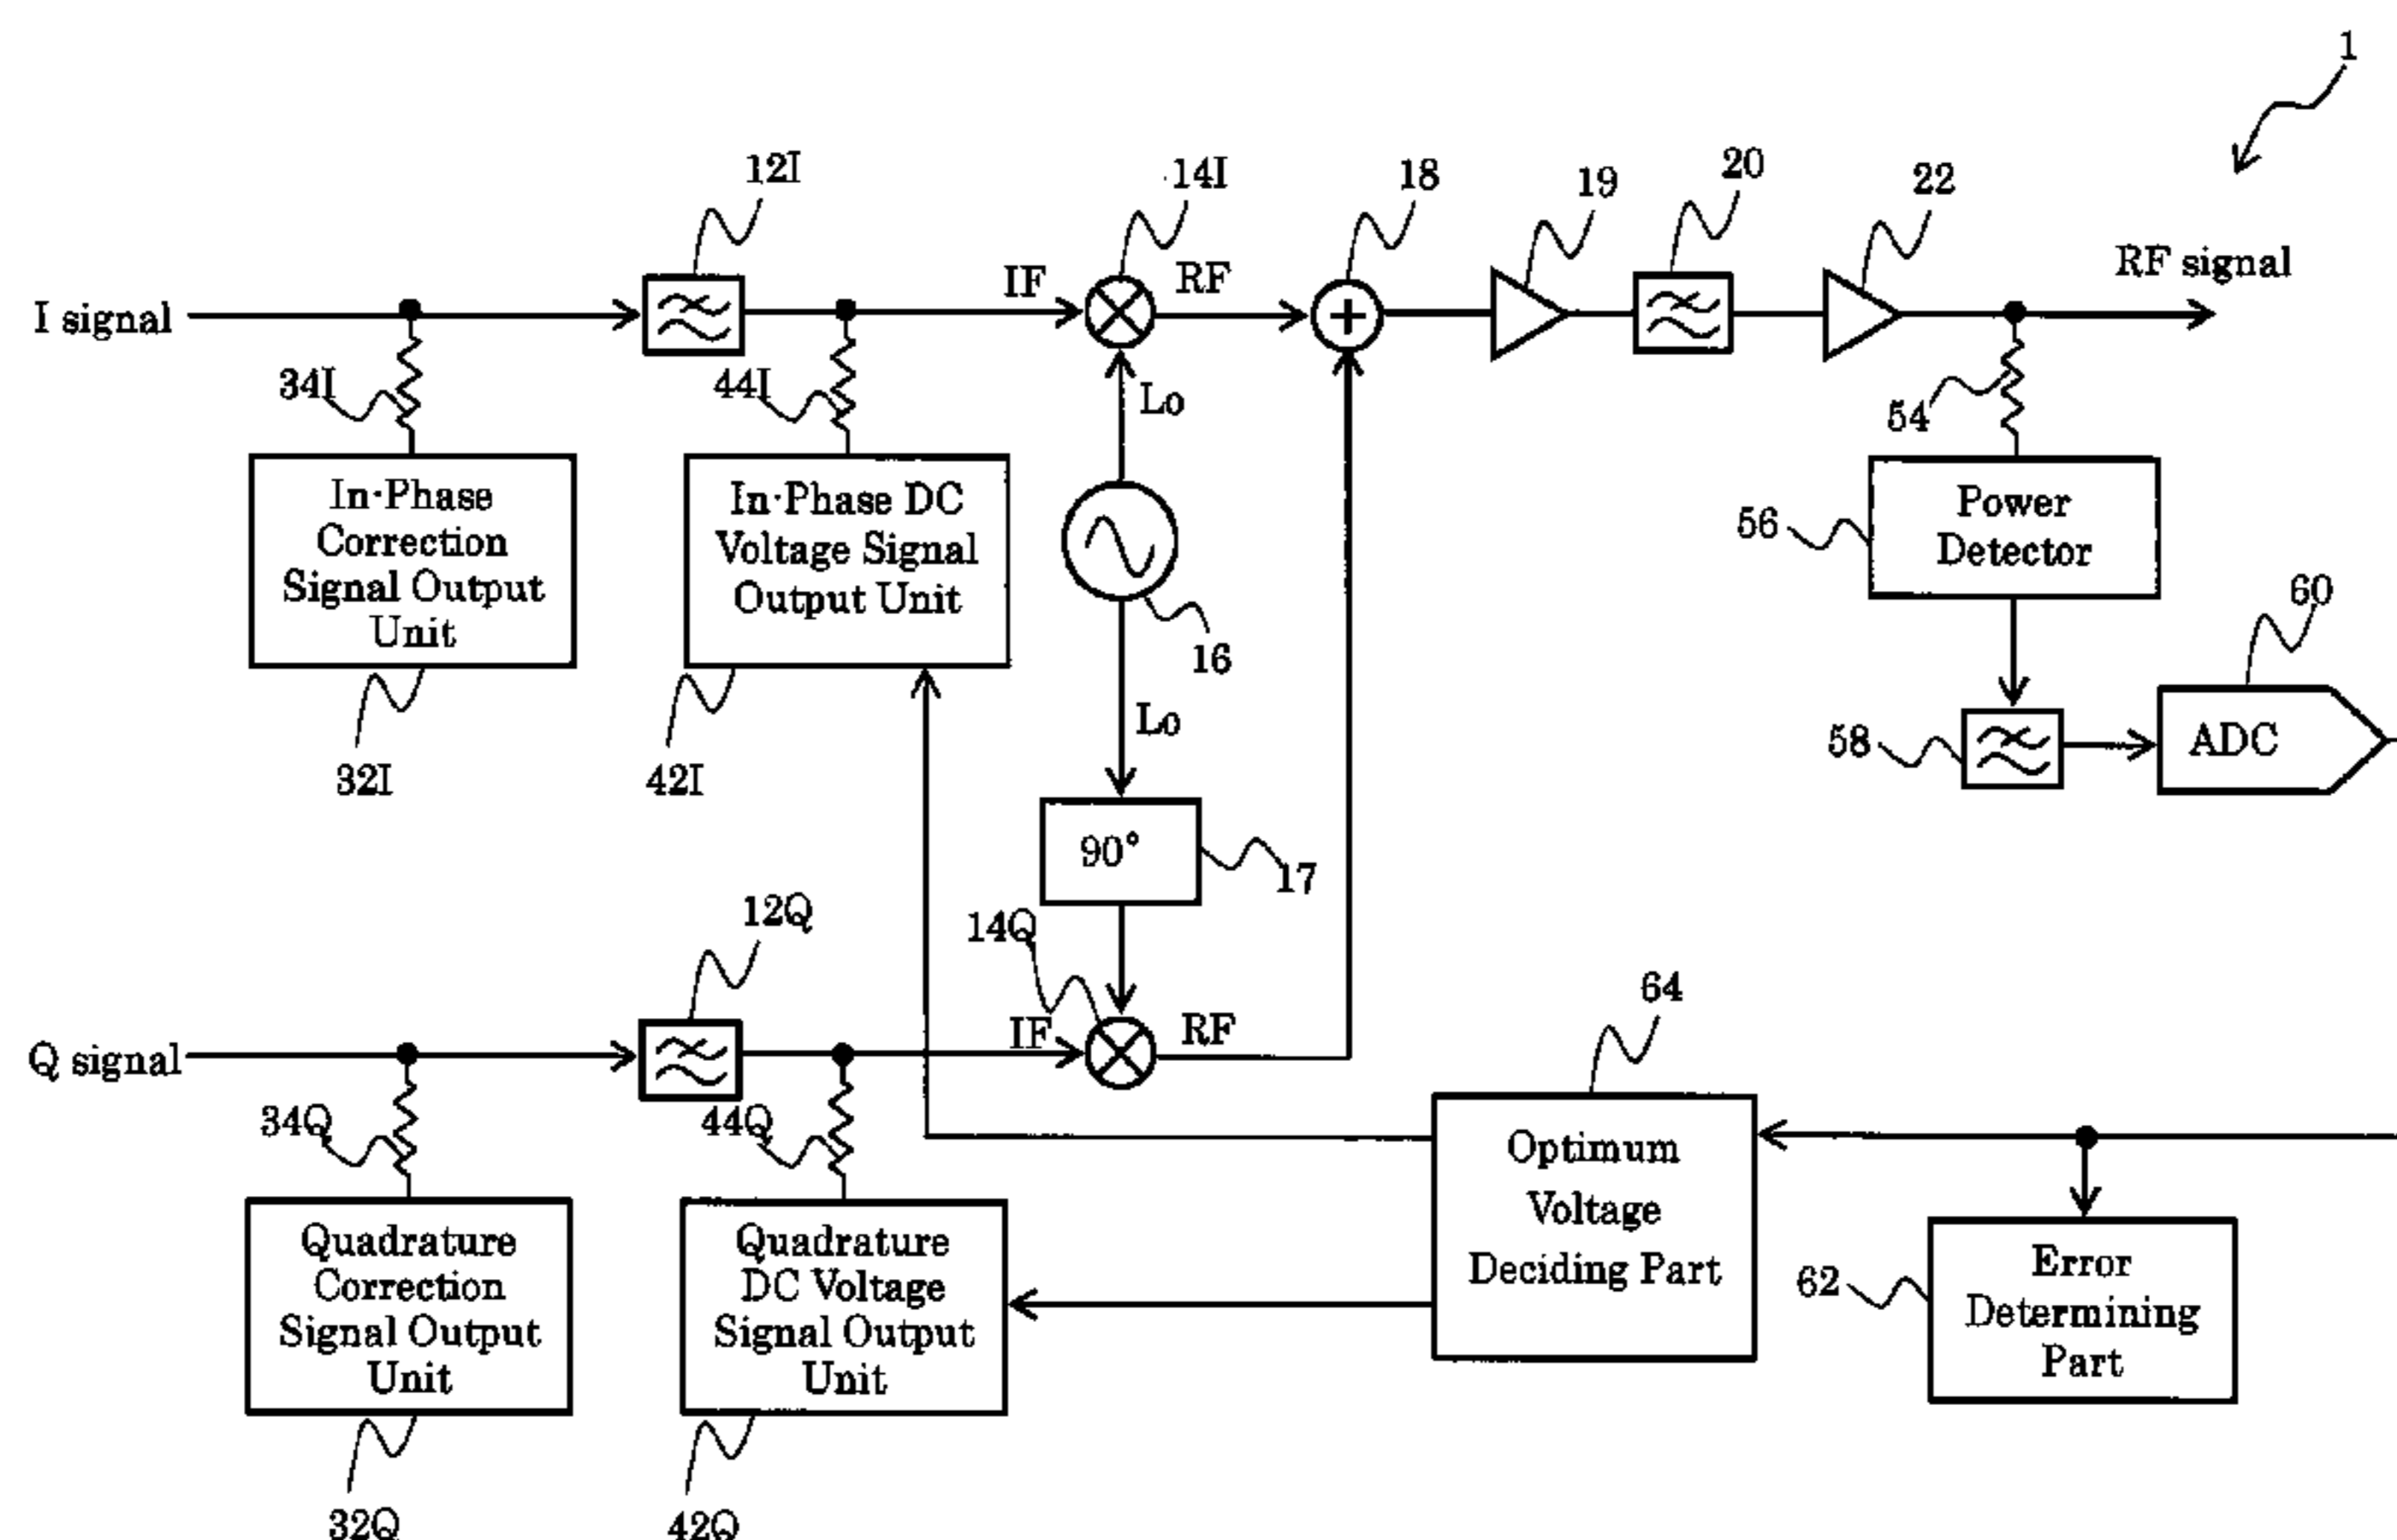 1
12I
14I
18
19
20
22
I signal
IF
RF
RF signal
34I
44I
Lo
54
In-Phase
Correction
Signal Output
Unit
In-Phase DC
Voltage Signal
Output Unit
Power
Detector
56
16
60
32I
42I
Lo
58
ADC
90°
17
12Q
14Q
64
Q signal
IF
RF
34Q
44Q
Optimum
Voltage
Deciding Part
Quadrature
Correction
Signal Output
Unit
Quadrature
DC Voltage
Signal Output
Unit
62
Error
Determining
Part
32Q
42Q